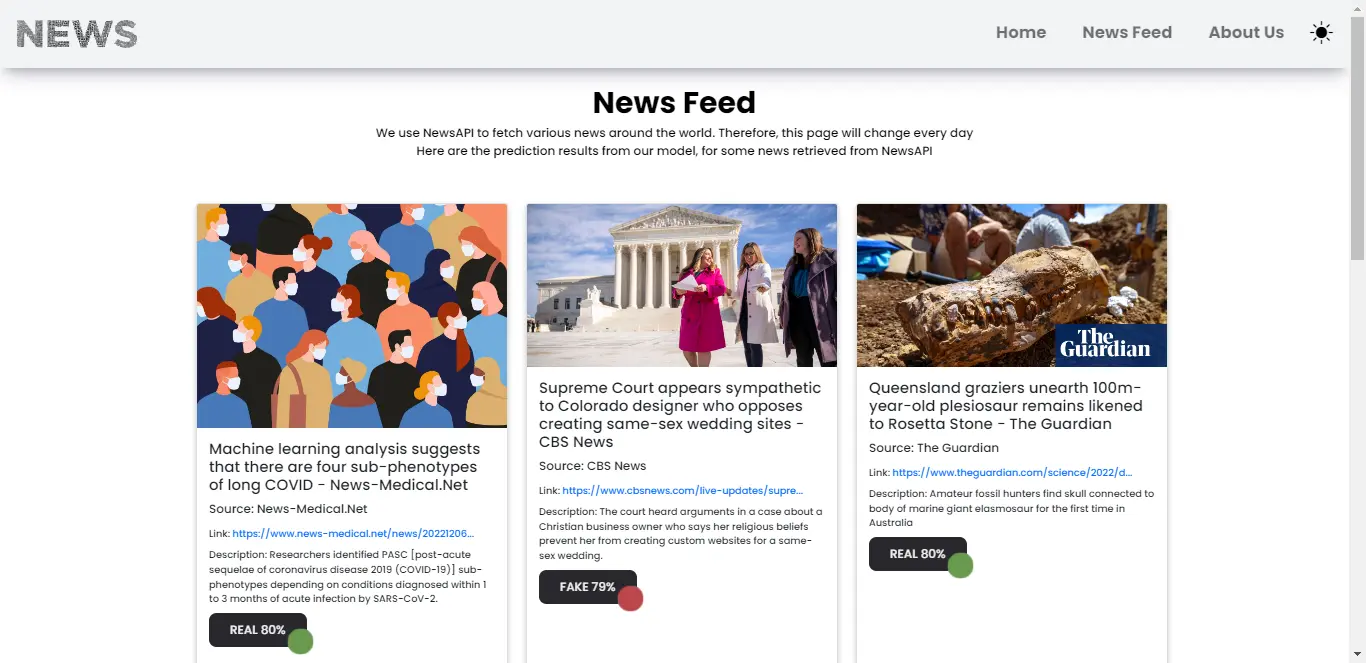 NEWS
Home
News Feed
About Us
News Feed
We use NewsAPI to fetch various news around the world. Therefore, this page will change every day
Here are the prediction results from our model, for some news retrieved from NewsAPI
Machine learning analysis suggests
that there are four sub-phenotypes
of long COVID - News-Medical.Net
Source: News-Medical.Net
Link: https://www.news-medical.net/news/20221206...
Description: Researchers identified PASC [post-acute
sequelae of coronavirus disease 2019 (COVID-19)] sub-
phenotypes depending on conditions diagnosed within 1
to 3 months of acute infection by SARS-CoV-2.
REAL 80%
Supreme Court appears sympathetic
to Colorado designer who opposes
creating same-sex wedding sites -
CBS News
Source: CBS News
Link: https://www.cbsnews.com/live-updates/supre...
Description: The court heard arguments in a case about a
Christian business owner who says her religious beliefs
prevent her from creating custom websites for a same-
sex wedding.
FAKE 79%
The
Guardian
Queensland graziers unearth 100m-
year-old plesiosaur remains likened
to Rosetta Stone - The Guardian
Source: The Guardian
Link: https://www.theguardian.com/science/2022/d...
Description: Amateur fossil hunters find skull connected to
body of marine giant elasmosaur for the first time in
Australia
REAL 80%